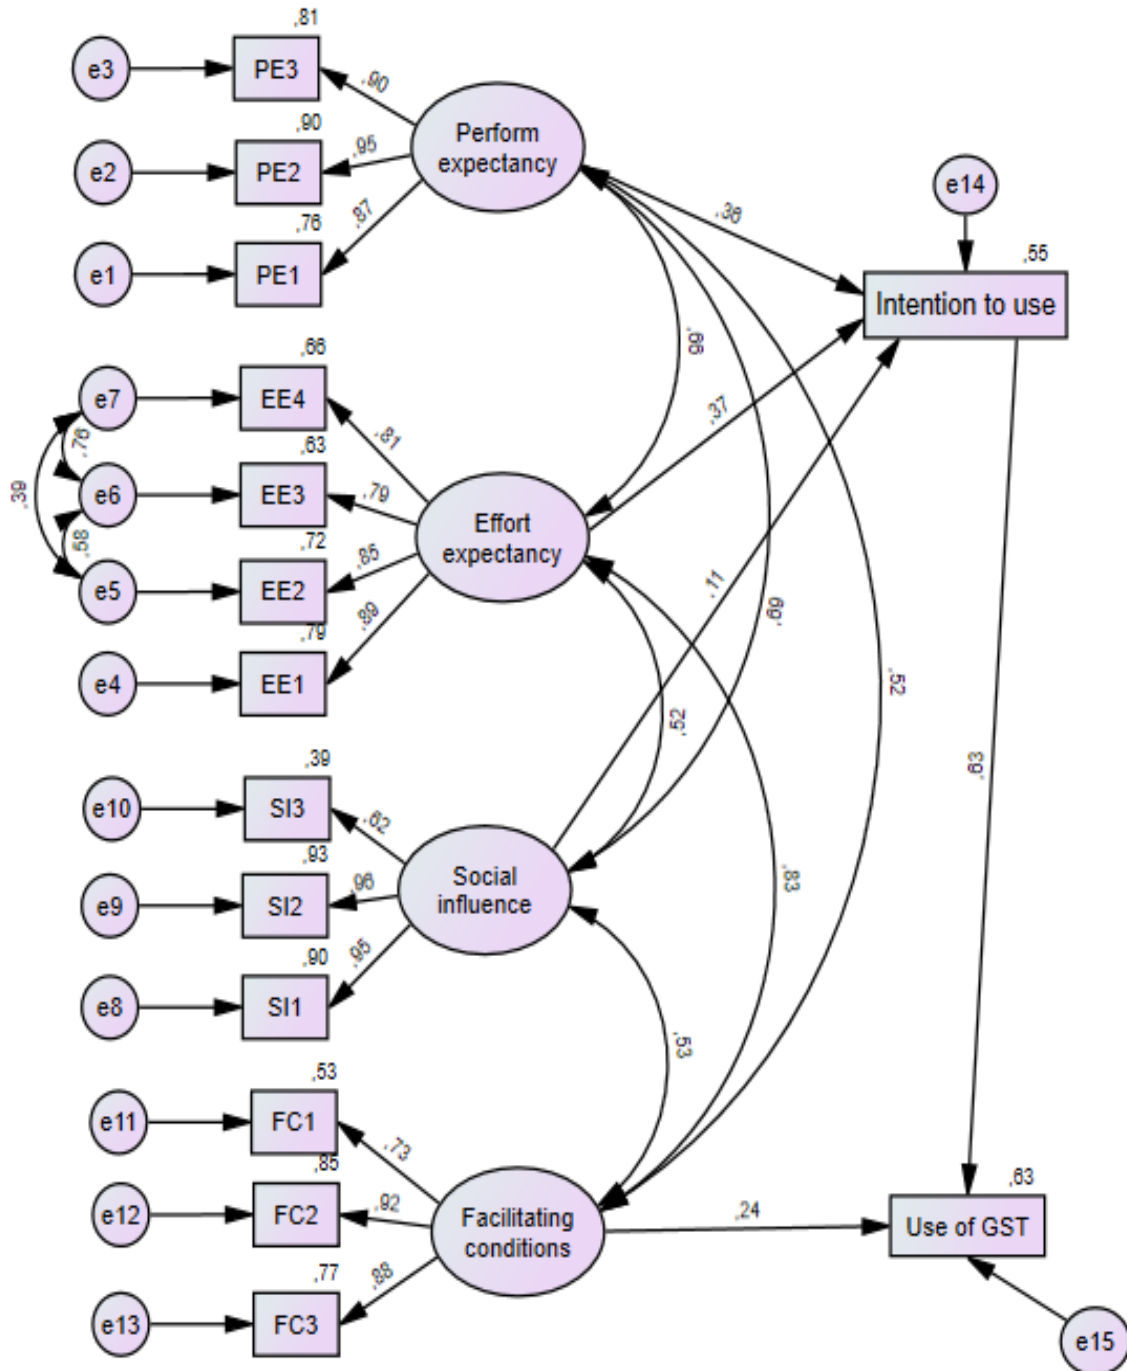 ,81
e3
PE3
,90
Perform
expectancy
,90
e2
PE2
,95
,76
e1
PE1
,87
e14
,36
,55
Intention to use
,66
,66
e7
EE4
,81
,37
,76
,63
e6
EE3
,79
,39
,58
,72
e5
EE2
,85
Effort
expectancy
,11
,69
,79
e4
EE1
,89
,52
,52
,39
e10
SI3
,62
,63
,93
e9
SI2
,96
Social
influence
,83
,90
e8
SI1
,95
,53
,53
e11
FC1
,73
,85
e12
FC2
,92
Facilitating
conditions
,24
,63
Use of GST
,77
e13
FC3
,88
e15